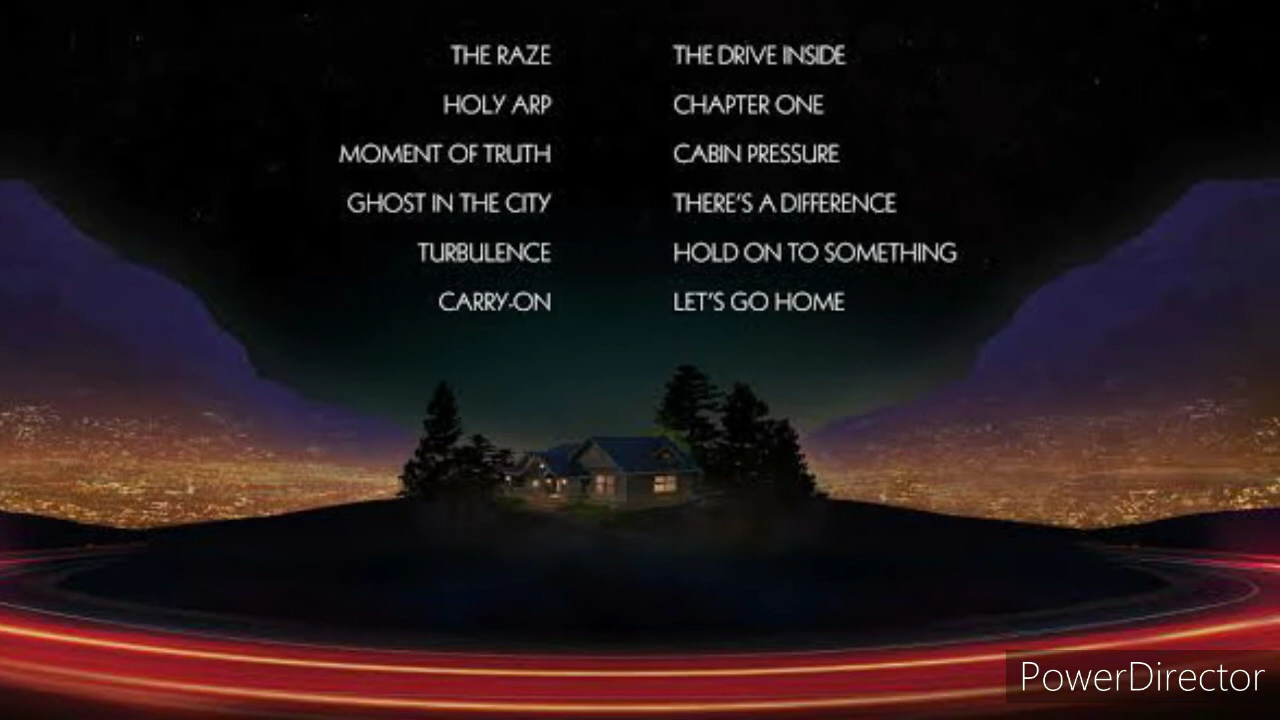 THE RAZE
HOLY ARP
MOMENT OF TRUTH
GHOST IN THE CITY
TURBULENCE
CARRY-ON
THE DRIVE INSIDE
CHAPTER ONE
CABIN PRESSURE
THERE'S A DIFFERENCE
HOLD ON TO SOMETHING
LET'S GO HOME
PowerDirector